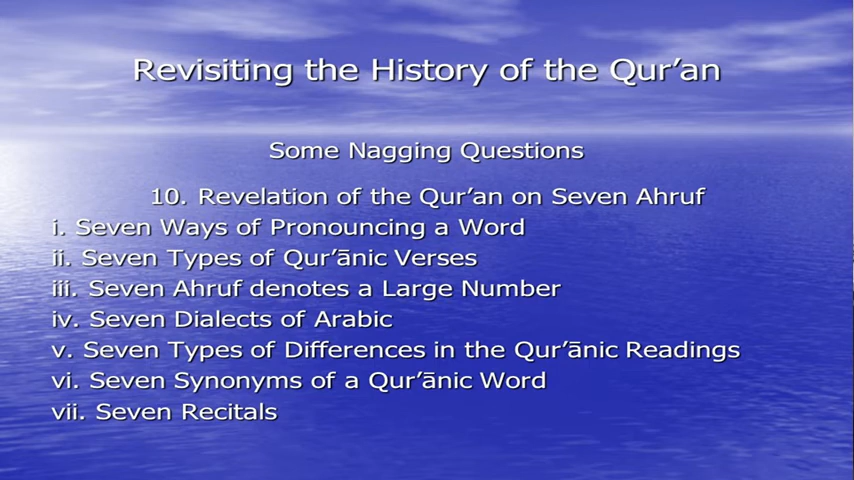 Revisiting the History of the Qur’an
Some Nagging Questions
10. Revelation of the Qur’an on Seven Ahruf
i. Seven Ways of Pronouncing a Word
ii. Seven Types of Qur’ānic Verses
iii. Seven Ahruf denotes a Large Number
iv. Seven Dialects of Arabic
v. Seven Types of Differences in the Qur’ānic Readings
vi. Seven Synonyms of a Qur’ānic Word
vii. Seven Recitals